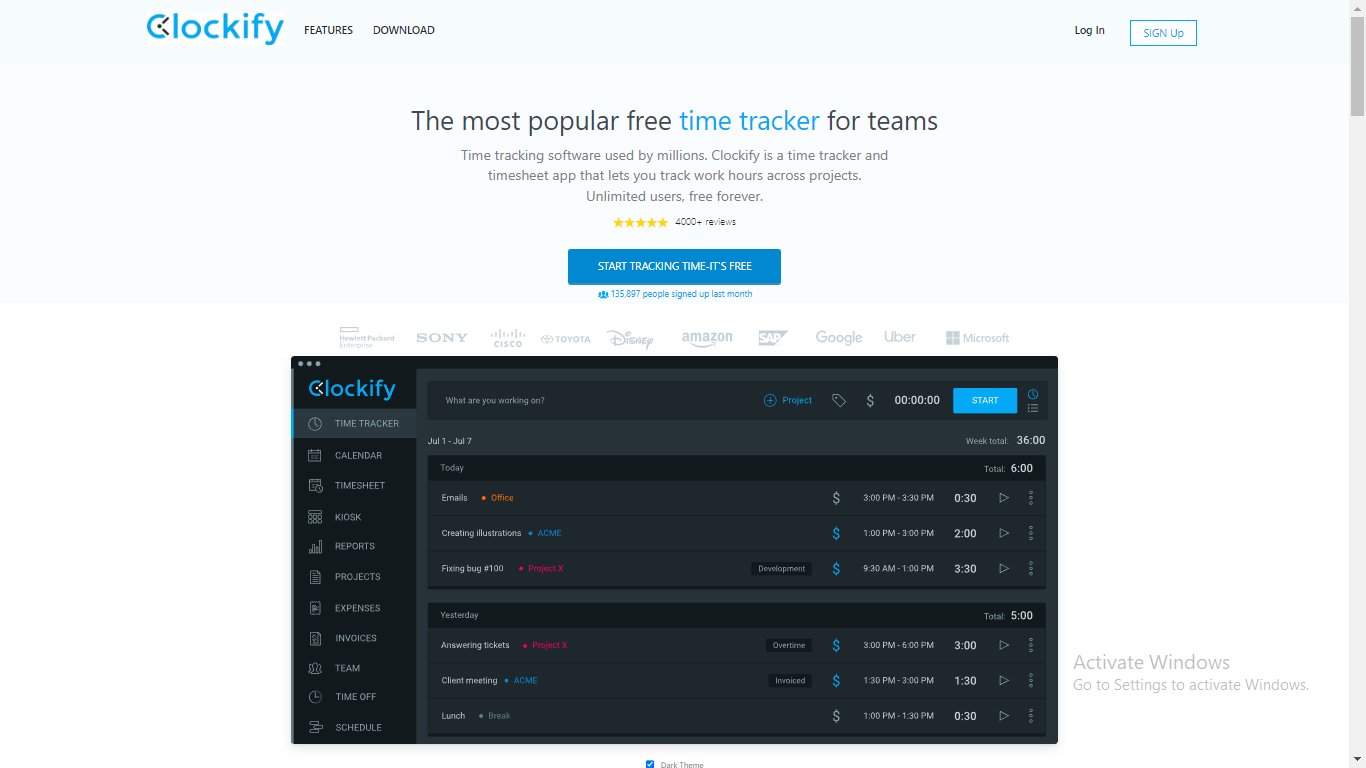 Clockify FEATURES DOWNLOAD Log In SIGN Up
The most popular free time tracker for teams
Time tracking software used by millions. Clockify is a time tracker and
timesheet app that lets you track work hours across projects.
Unlimited users, free forever.
4000+ reviews
START TRACKING TIME-IT'S FREE
135,897 people signed up last month
Hewlett Packard
Enterprise
SONY
CISCO
TOYOTA
DISNEP
amazon
SAP
Google
Uber
Microsoft
Clockify
TIME TRACKER
CALENDAR
TIMESHEET
KIOSK
REPORTS
PROJECTS
EXPENSES
INVOICES
TEAM
TIME OFF
SCHEDULE
What are you working on? Project $ 00:00:00 START
Jul 1 - Jul 7 Week total: 36:00
Today Total: 6:00
Emails • Office $ 3:00 PM - 3:30 PM 0:30
Creating illustrations • ACME $ 1:00 PM - 3:00 PM 2:00
Fixing bug #100 • Project X Development $ 9:30 AM - 1:00 PM 3:30
Yesterday Total: 5:00
Answering tickets • Project X Overtime $ 3:00 PM - 6:00 PM 3:00
Client meeting • ACME Invoiced $ 1:30 PM - 3:00 PM 1:30
Lunch • Break $ 1:00 PM - 1:30 PM 0:30
Dark Theme
Activate Windows
Go to Settings to activate Windows.